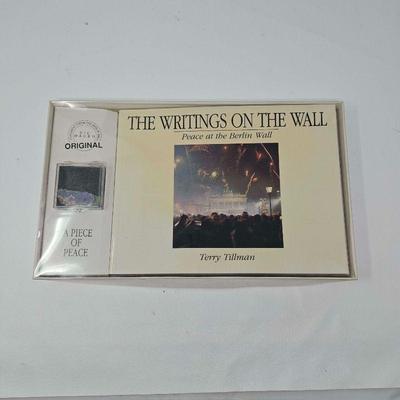 ORIGINAL
A PIECE
OF
PEACE
THE WRITINGS ON THE WALL
Peace at the Berlin Wall
Terry Tillman